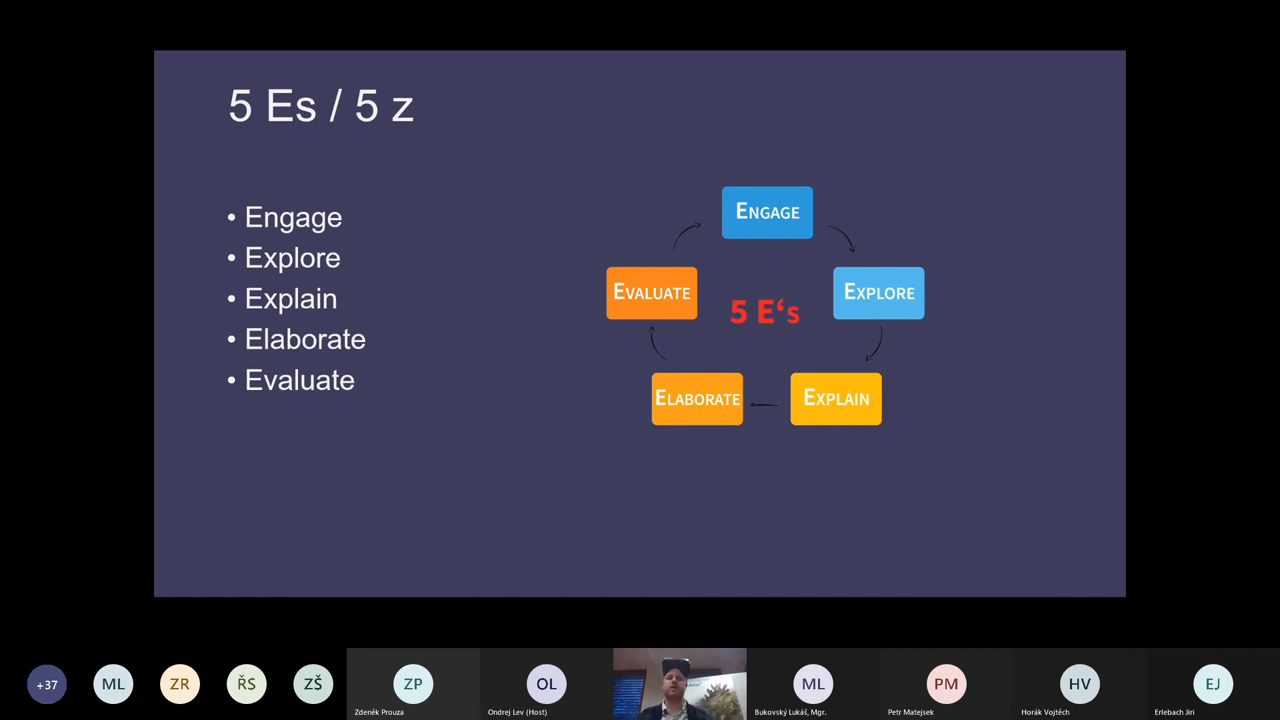 5 Es / 5 z
• Engage
• Explore
• Explain
• Elaborate
• Evaluate
ENGAGE
EVALUATE
5 E‘s
EXPLORE
ELABORATE
EXPLAIN
+37
ML
ZR
ŘS
ZŠ
ZP
OL
ML
PM
HV
EJ
Zdeněk Prouza
Ondrej Lev (Host)
Bukovský Lukáš, Mgr.
Petr Matejsek
Horák Vojtěch
Erlebach Jiri